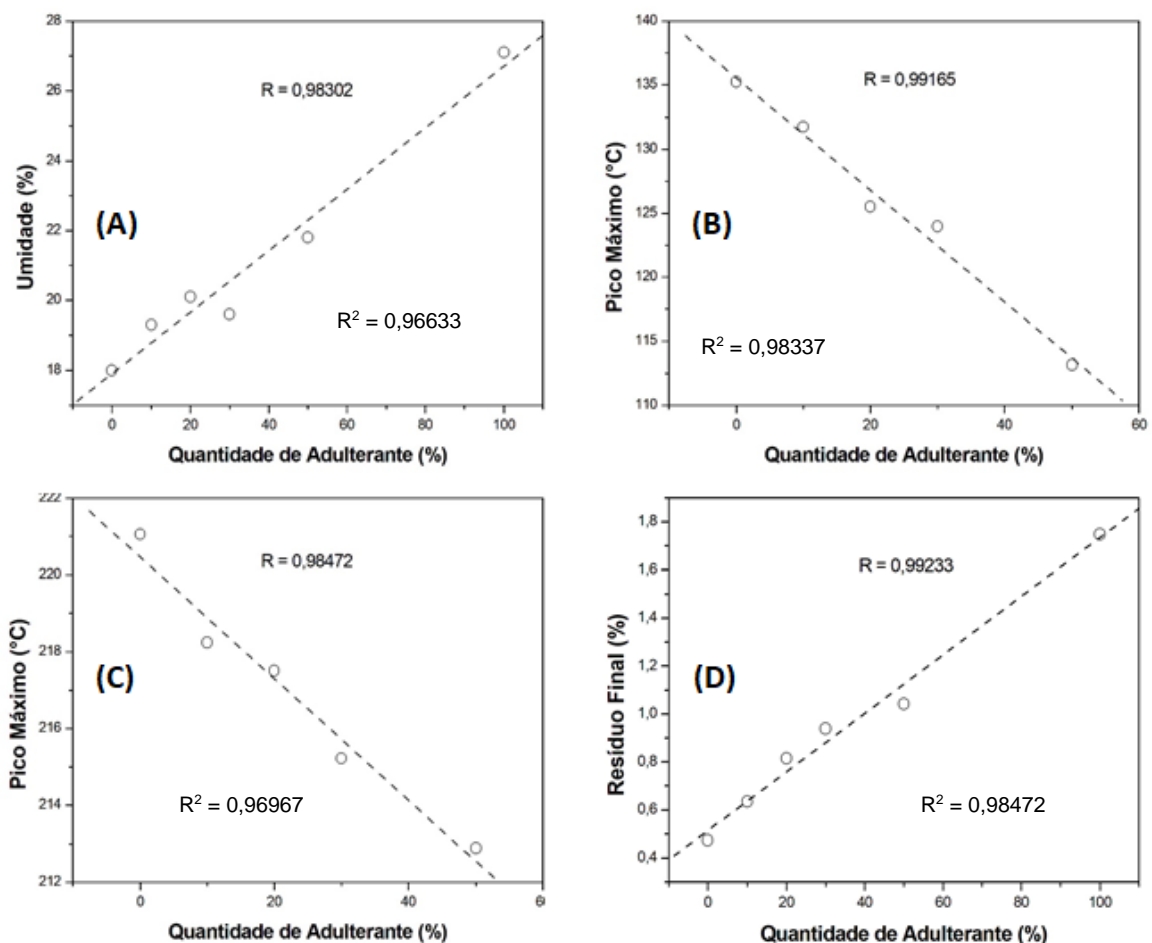 28
26
24
22
20
18
Umidade (%)
(A)
R = 0,98302
R² = 0,96633
0 20 40 60 80 100
Quantidade de Adulterante (%)
140
135
130
125
120
114
110
Pico Máximo (°C)
(B)
R = 0,99165
R² = 0,98337
0 20 40 60
Quantidade de Adulterante (%)
222
220
218
216
214
212
Pico Máximo (°C)
(C)
R = 0,98472
R² = 0,96967
0 20 40 60
Quantidade de Adulterante (%)
1,8
1,6
1,4
1,2
1,0
0,8
0,6
0,4
Resíduo Final (%)
(D)
R = 0,99233
R² = 0,98472
0 20 40 60 80 100
Quantidade de Adulterante (%)